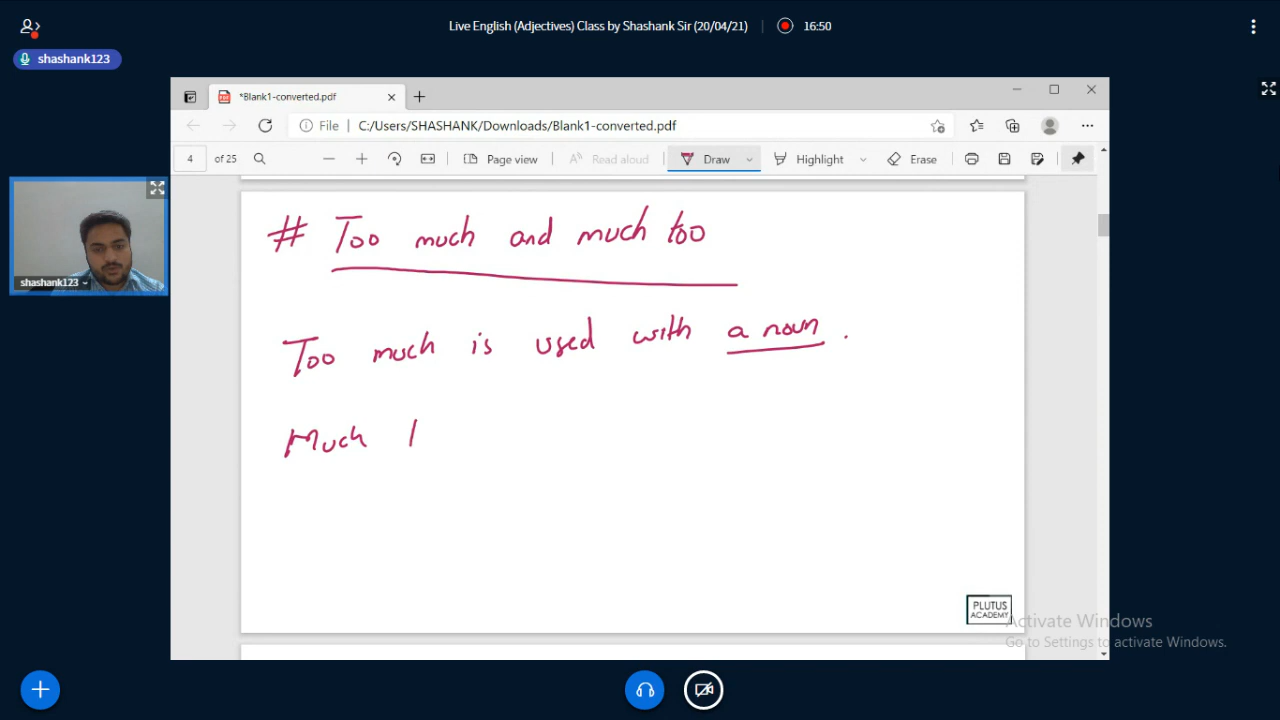 Live English (Adjectives) Class by Shashank Sir (20/04/21) 16:50
shashank123
*Blank1-converted.pdf
File C:/Users/SHASHANK/Downloads/Blank1-converted.pdf
4 of 25 Page view Read aloud Draw Highlight Erase
# Too much and much too
shashank123
Too much is used with a noun .
Much
PLUTUS
ACADEMY
Activate Windows
Go to Settings to activate Windows.